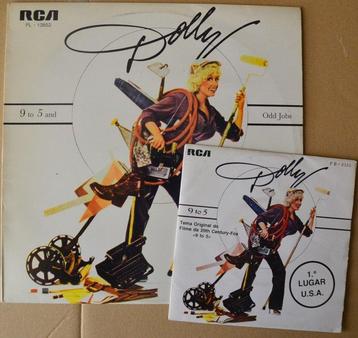 RCA
PL - 13852
Dolly
9 to 5 and
Odd Jobs
RCA
Dolly
9 to 5
Tema Original do
Filme da 20th Century-Fox
«9 to 5»
1.º
LUGAR
U.S.A.